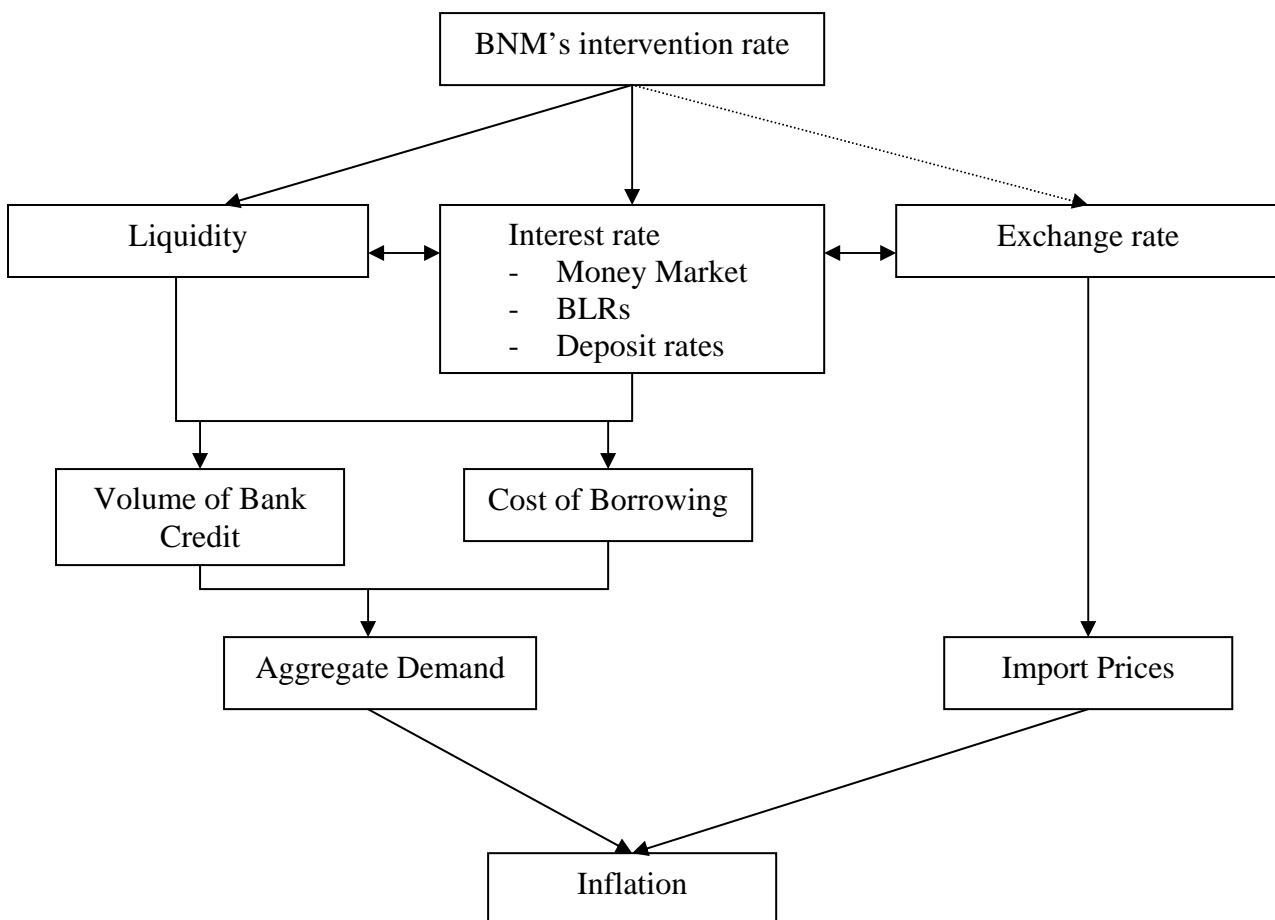 BNM’s intervention rate
Liquidity
Interest rate
- Money Market
- BLRs
- Deposit rates
Exchange rate
Volume of Bank
Credit
Cost of Borrowing
Aggregate Demand
Import Prices
Inflation